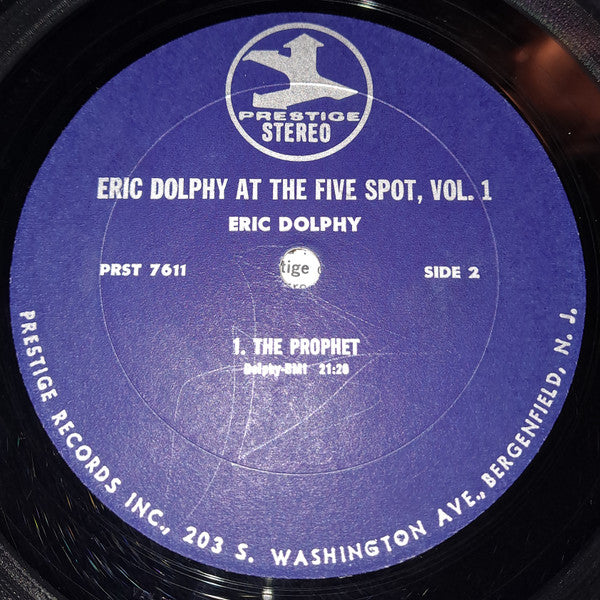 PRESTIGE
STEREO
ERIC DOLPHY AT THE FIVE SPOT, VOL. 1
ERIC DOLPHY
PRST 7611
tige
SIDE 2
1. THE PROPHET
Dolphy-BMI 21:20
PRESTIGE RECORDS INC., 203 S. WASHINGTON AVE., BERGENFIELD, N. J.